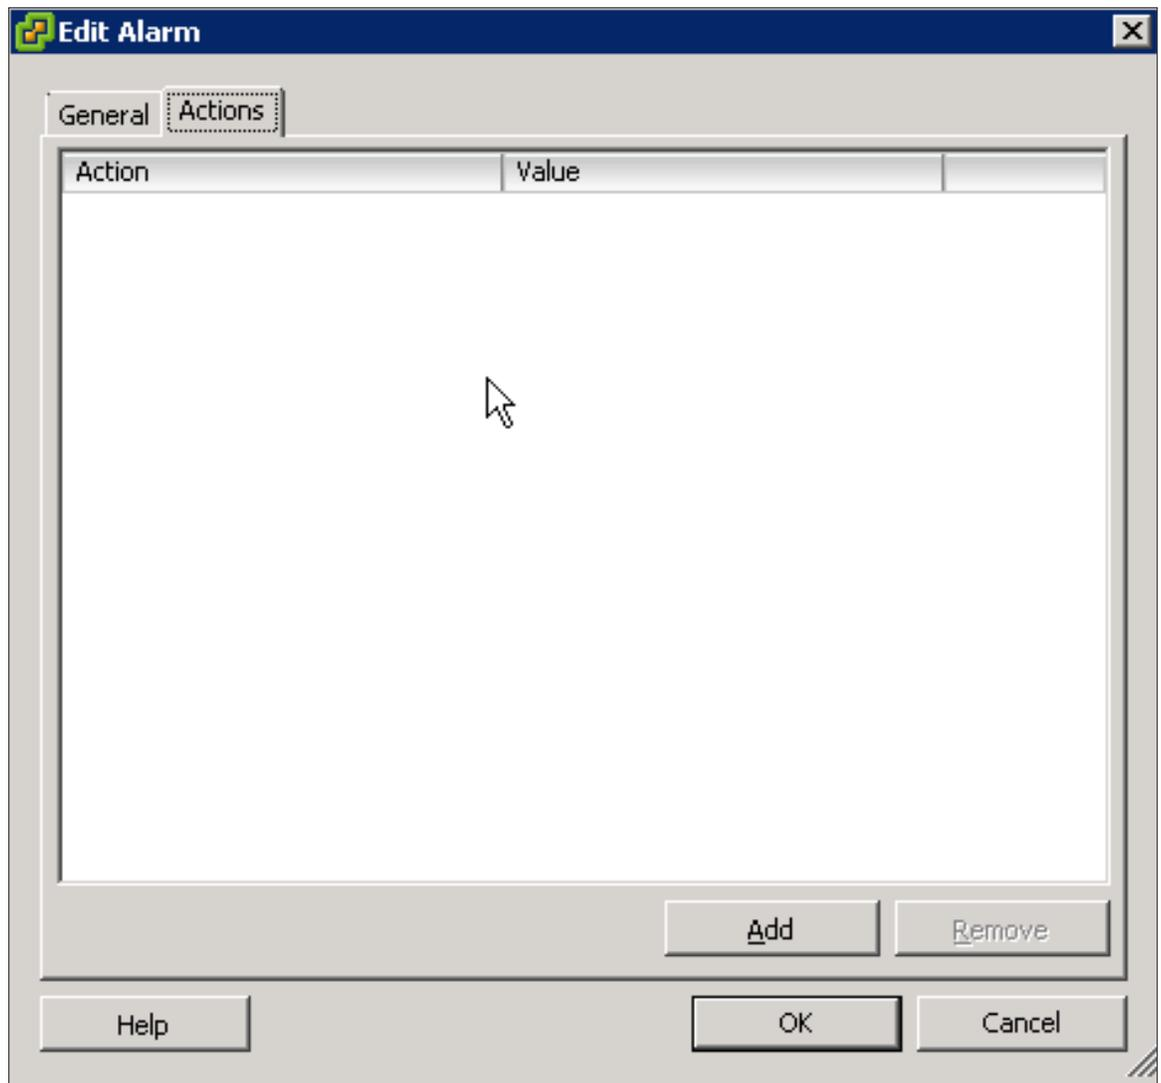 Edit Alarm
General Actions
Action Value
Add Remove
Help OK Cancel